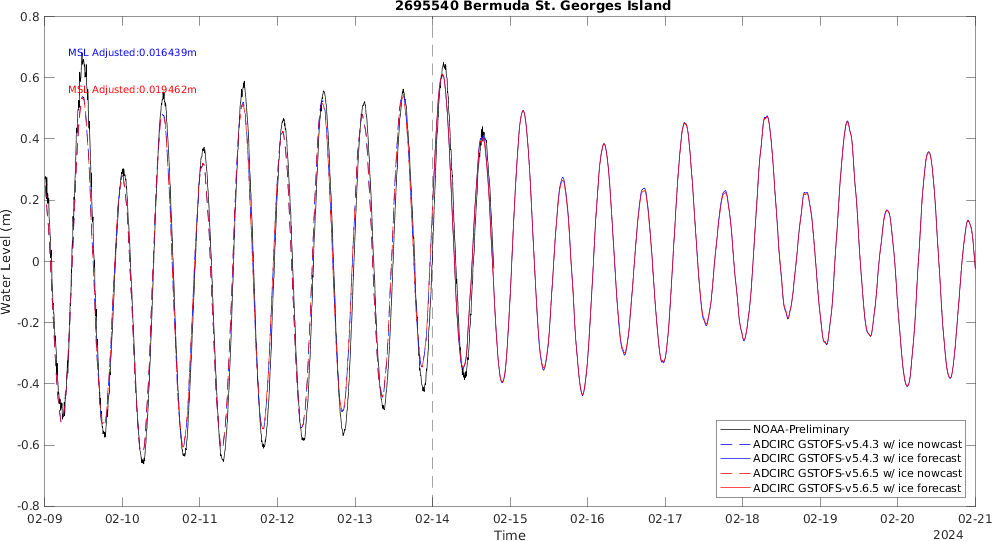 2695540 Bermuda St. Georges Island
MSL Adjusted:0.016439m
MSL Adjusted:0.019462m
Water Level (m)
0.8
0.6
0.4
0.2
0
-0.2
-0.4
-0.6
-0.8
NOAA-Preliminary
ADCIRC GSTOFS-v5.4.3 w/ ice nowcast
ADCIRC GSTOFS-v5.4.3 w/ ice forecast
ADCIRC GSTOFS-v5.6.5 w/ ice nowcast
ADCIRC GSTOFS-v5.6.5 w/ ice forecast
02-09 02-10 02-11 02-12 02-13 02-14 02-15 02-16 02-17 02-18 02-19 02-20 02-21
Time
2024